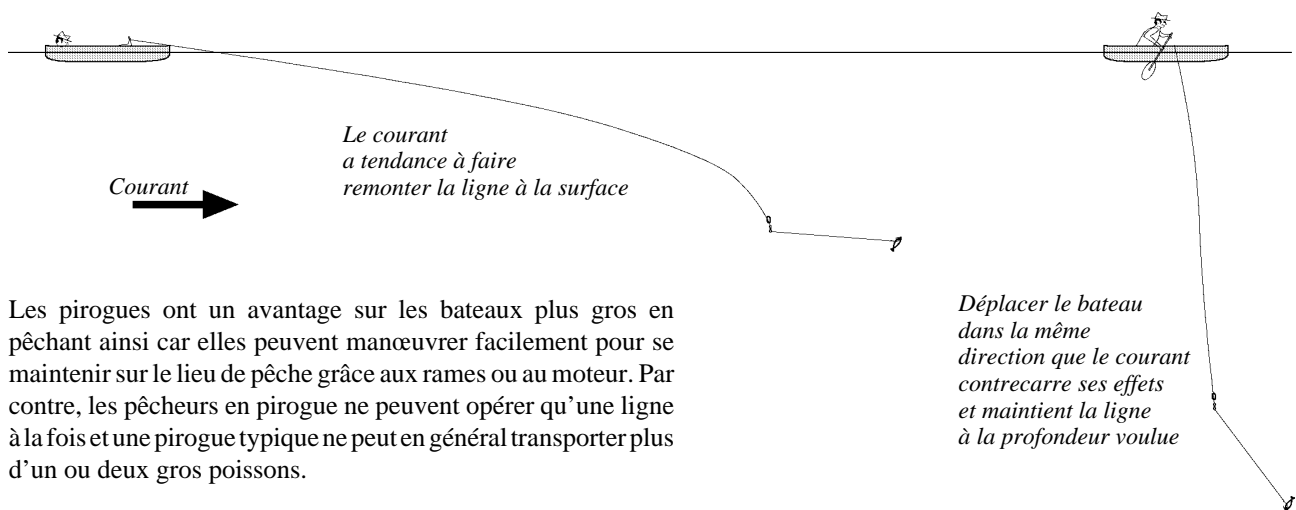 Le courant
a tendance à faire
remonter la ligne à la surface
Courant
Les pirogues ont un avantage sur les bateaux plus gros en
pêchant ainsi car elles peuvent manœuvrer facilement pour se
maintenir sur le lieu de pêche grâce aux rames ou au moteur. Par
contre, les pêcheurs en pirogue ne peuvent opérer qu'une ligne
à la fois et une pirogue typique ne peut en général transporter plus
d'un ou deux gros poissons.
Déplacer le bateau
dans la même
direction que le courant
contrecarre ses effets
et maintient la ligne
à la profondeur voulue